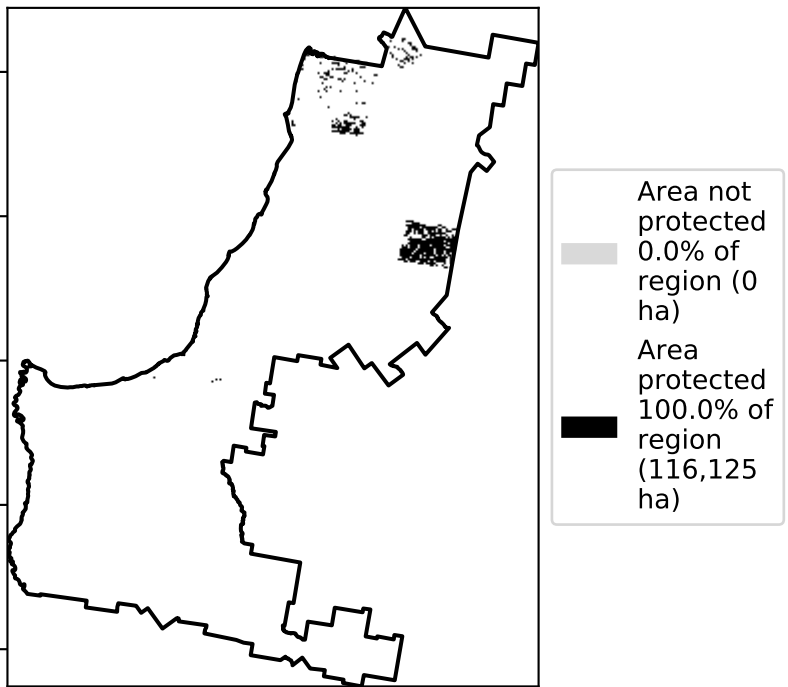 Area not
protected
0.0% of
region (0
ha)
Area
protected
100.0% of
region
(116,125
ha)